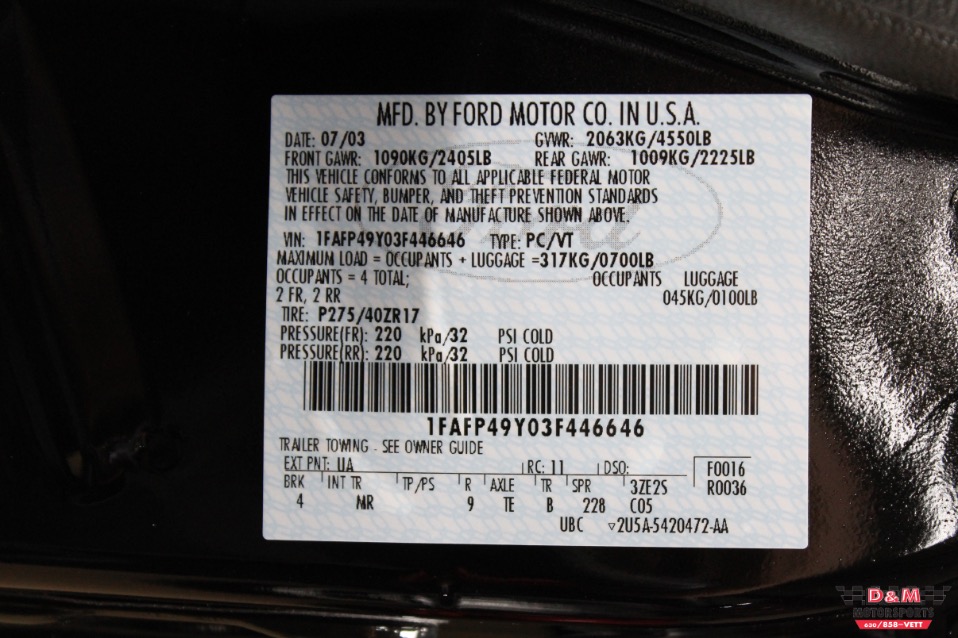 MFD. BY FORD MOTOR CO. IN U.S.A.
DATE: 07/03 GVWR: 2063KG/4550LB
FRONT GAWR: 1090KG/2405LB REAR GAWR: 1009KG/2225LB
THIS VEHICLE CONFORMS TO ALL APPLICABLE FEDERAL MOTOR
VEHICLE SAFETY, BUMPER, AND THEFT PREVENTION STANDARDS
IN EFFECT ON THE DATE OF MANUFACTURE SHOWN ABOVE.
VIN: 1FAFP49Y03F446646 TYPE: PC/VT
MAXIMUM LOAD = OCCUPANTS + LUGGAGE =317KG/0700LB
OCCUPANTS = 4 TOTAL; OCCUPANTS LUGGAGE
2 FR, 2 RR 045KG/0100LB
TIRE: P275/40ZR17
PRESSURE(FR): 220 kPa/32 PSI COLD
PRESSURE(RR): 220 kPa/32 PSI COLD
1FAFP49Y03F446646
TRAILER TOWING - SEE OWNER GUIDE
EXT PNT: UA RC: 11 DSO: F0016
BRK INT TR TP/PS R AXLE TR SPR 3ZE2S R0036
4 MR 9 TE B 228 C05
UBC ▿2U5A-5420472-AA
Ford
D&M
MOTORSPORTS
630/858-VETT